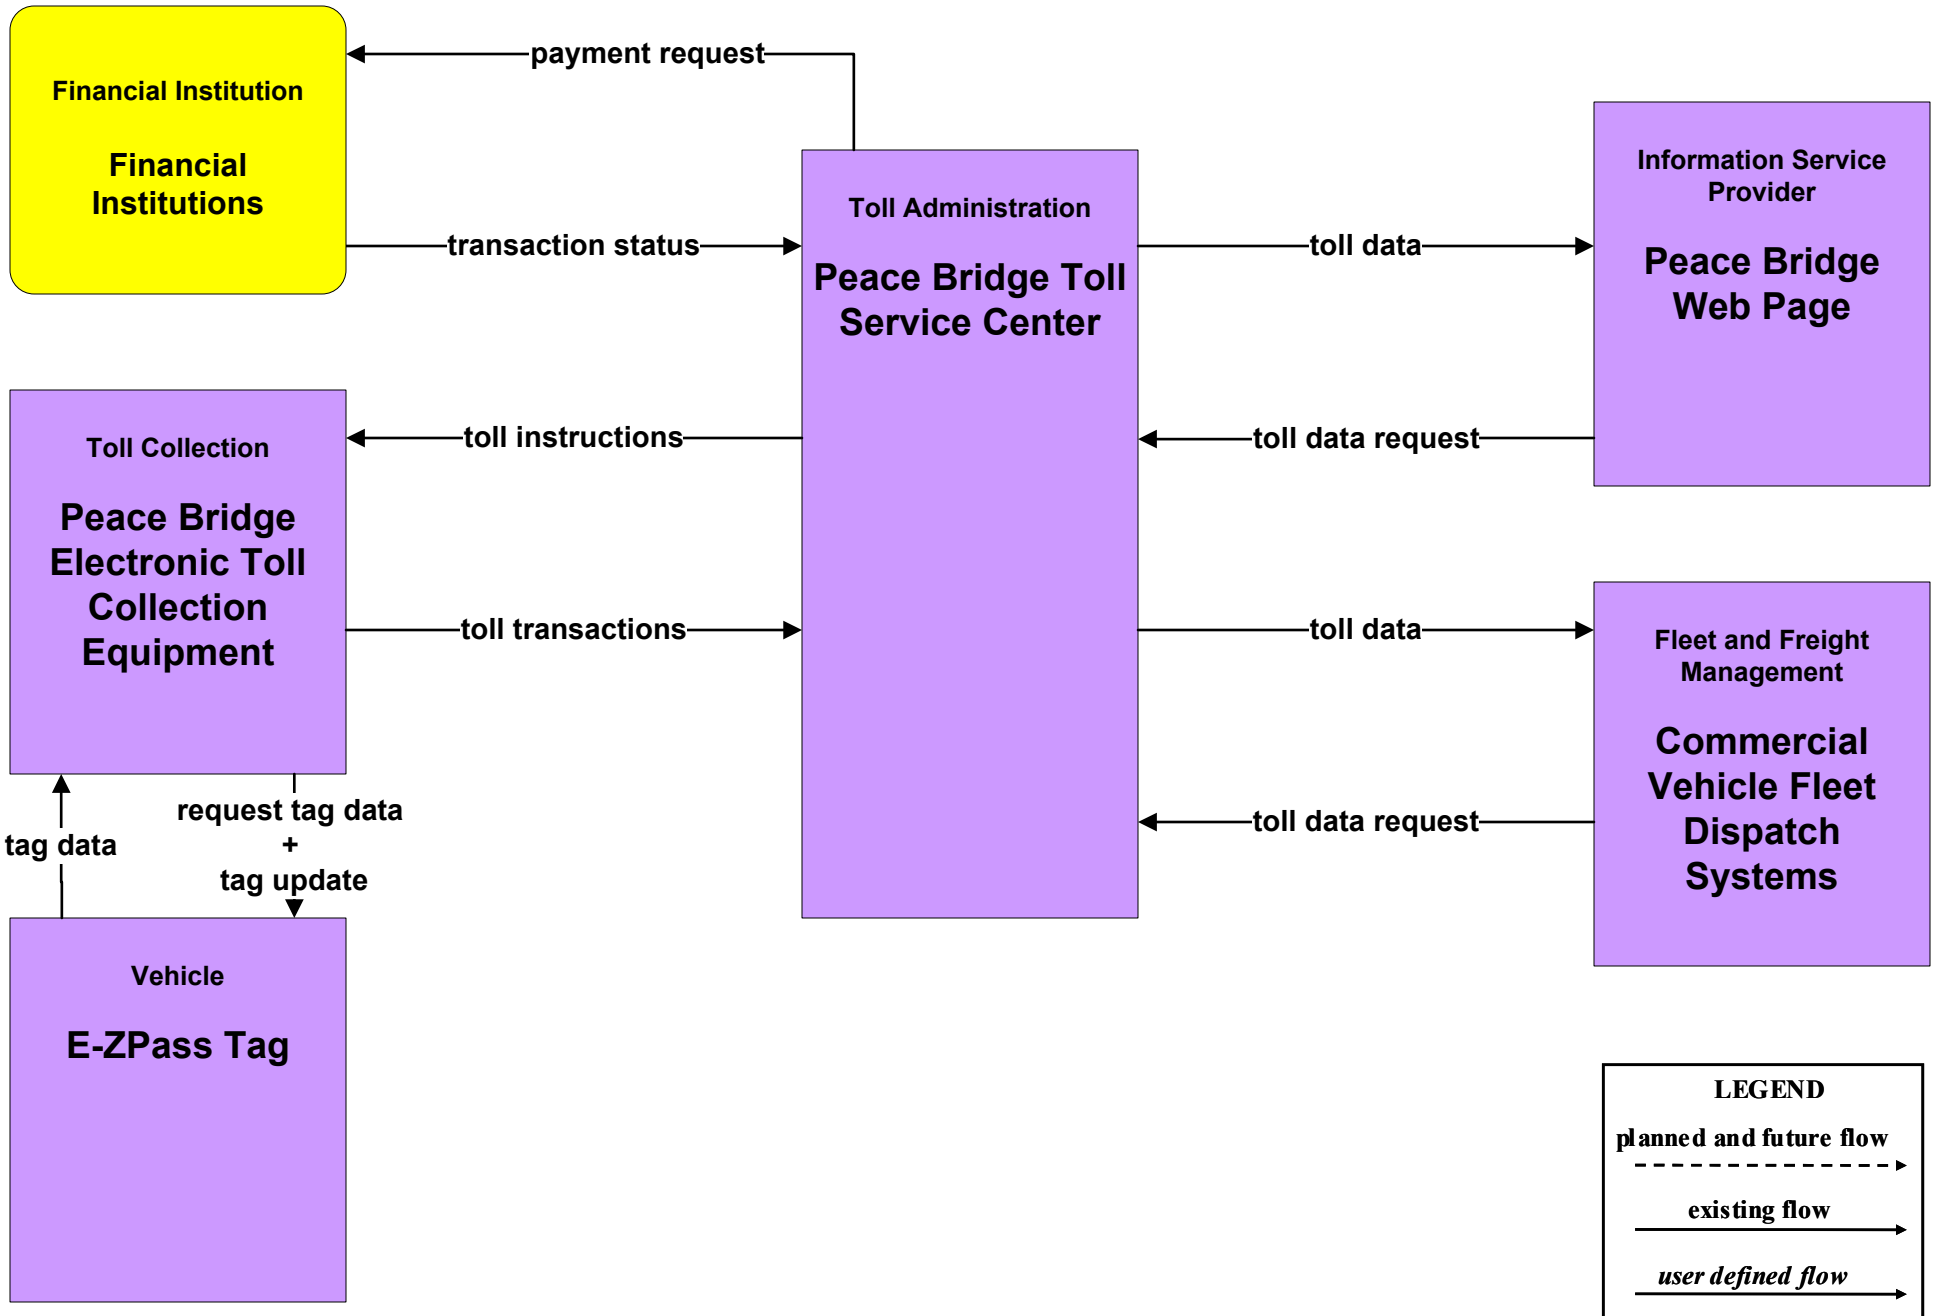 Financial Institution
Financial
Institutions
payment request
transaction status
Toll Administration
Peace Bridge Toll
Service Center
toll data
Information Service
Provider
Peace Bridge
Web Page
toll data request
Toll Collection
Peace Bridge
Electronic Toll
Collection
Equipment
toll instructions
toll transactions
toll data
Fleet and Freight
Management
Commercial
Vehicle Fleet
Dispatch
Systems
toll data request
tag data
request tag data
+
tag update
Vehicle
E-ZPass Tag
LEGEND
planned and future flow
existing flow
user defined flow